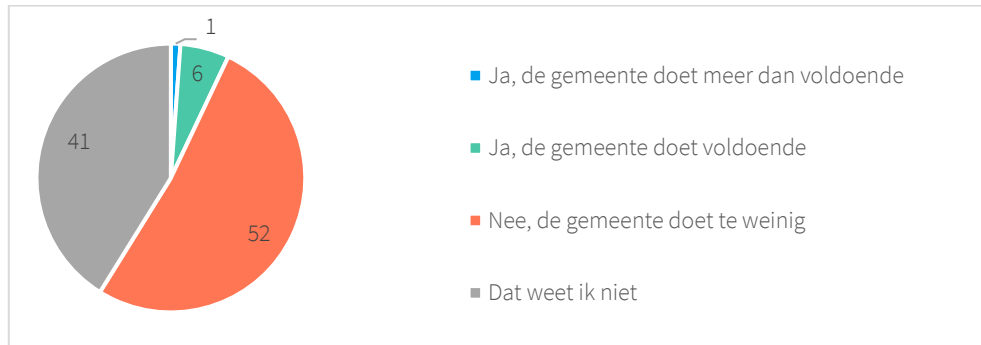 1
6
41
52
Ja, de gemeente doet meer dan voldoende
Ja, de gemeente doet voldoende
Nee, de gemeente doet te weinig
Dat weet ik niet